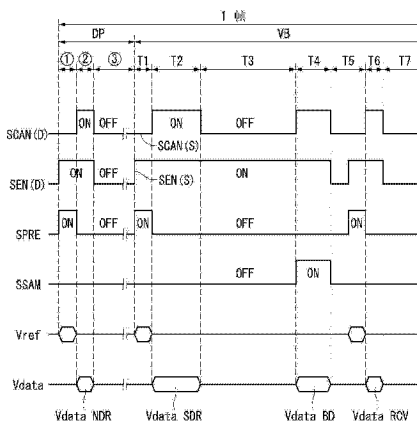 1 帧
DP VB
① ② ③ T1 T2 T3 T4 T5 T6 T7
SCAN(D) ON OFF ON OFF
SCAN(S)
SEN(D) ON OFF SEN(S) ON
SPRE ON OFF ON OFF ON
SSAM OFF ON
Vref
Vdata
Vdata NDR Vdata SDR Vdata BD Vdata RCV